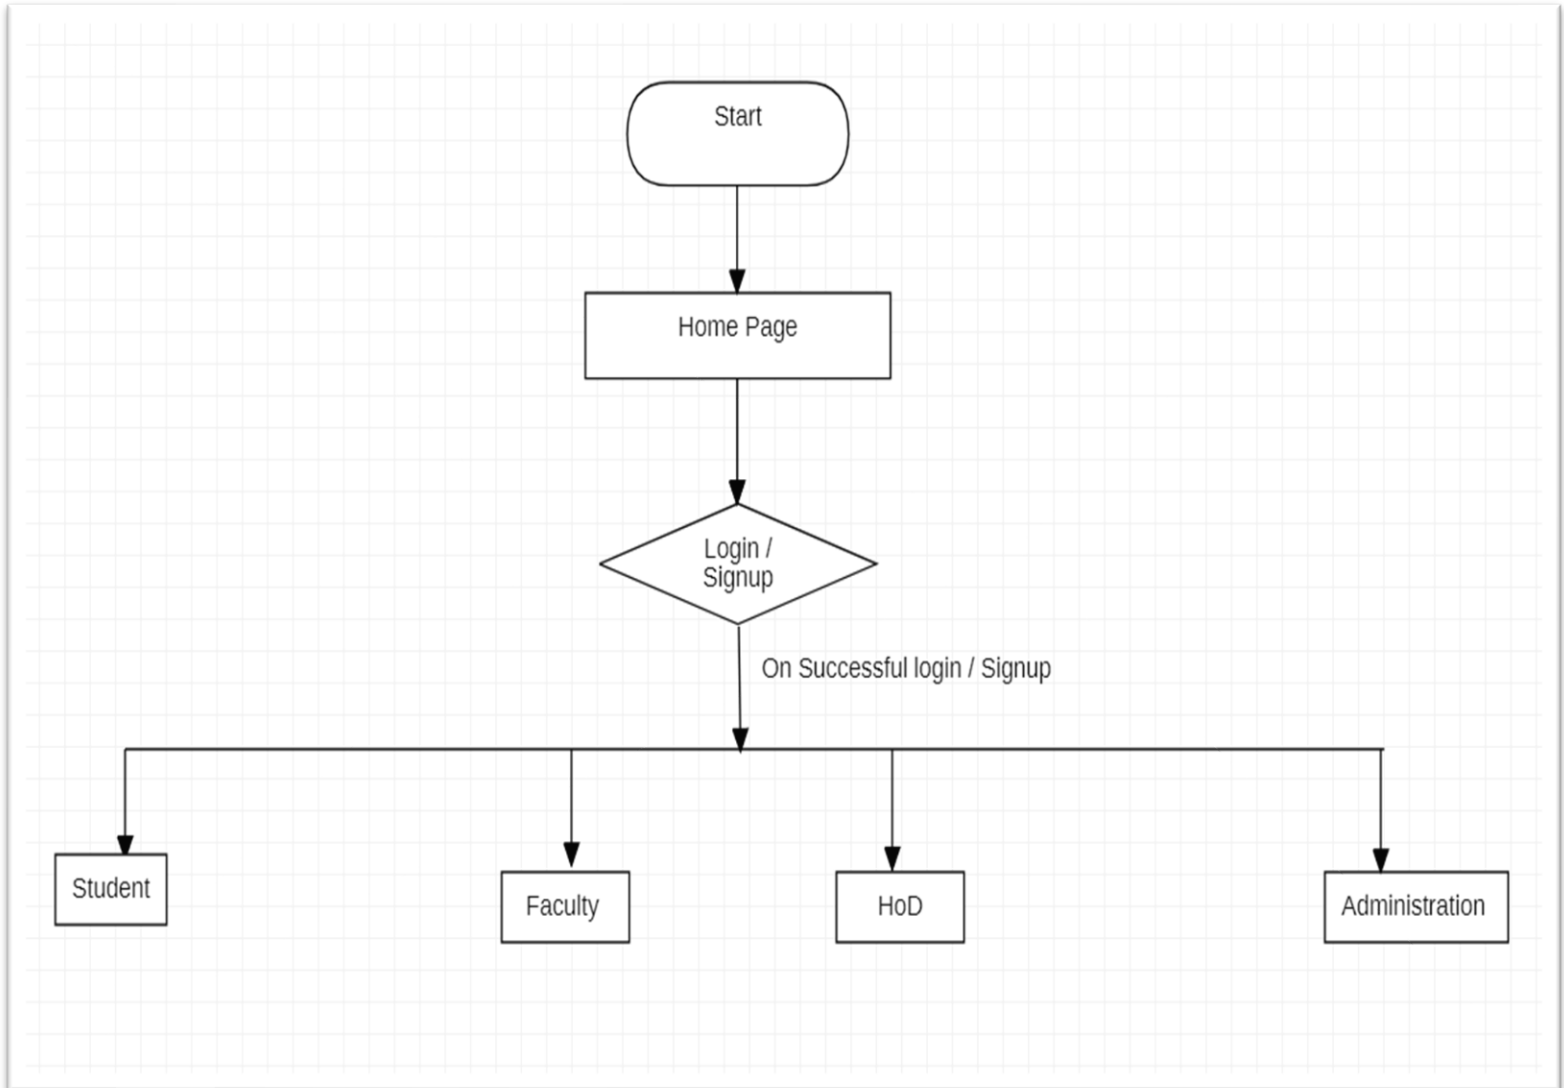 Start
Home Page
Login /
Signup
On Successful login / Signup
Student
Faculty
HoD
Administration